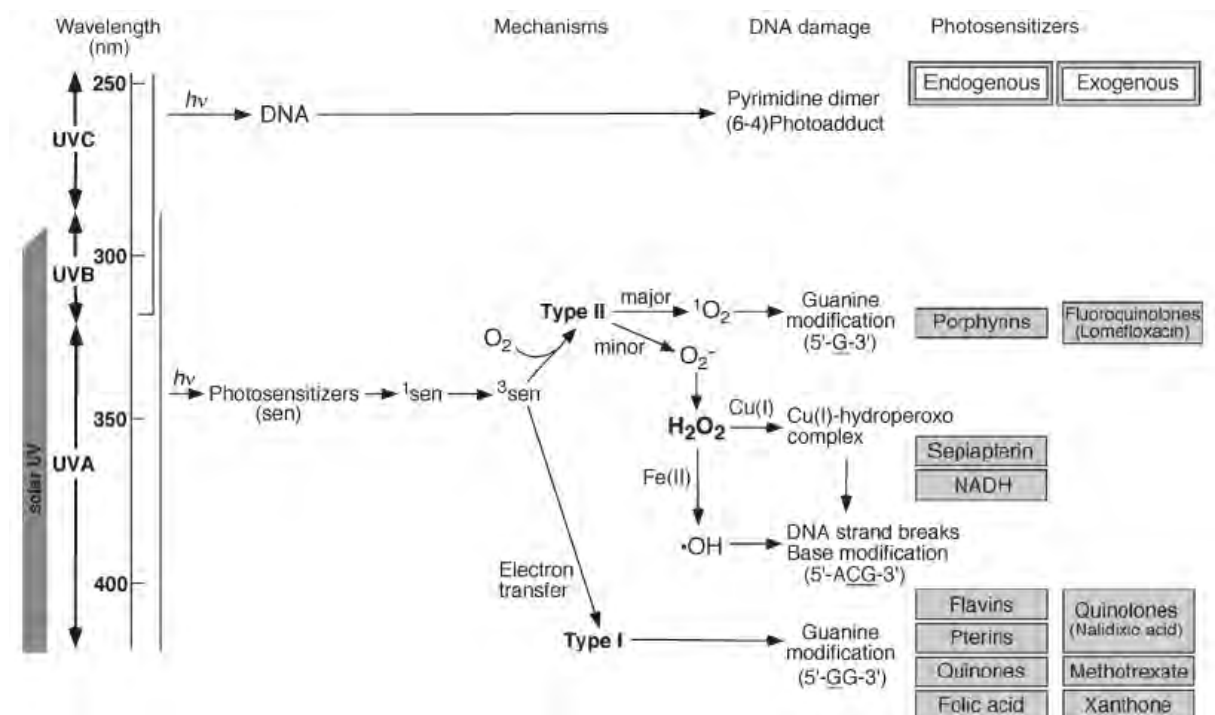 Wavelength
(nm)
Mechanisms
DNA damage
Photosensitizers
Endogenous
Exogenous
250
hν
DNA
Pyrimidine dimer
(6-4)Photoadduct
UVC
300
UVB
Type II
major
¹O₂
Guanine
modification
(5'-G-3')
Porphyrins
Fluoroquinolones
(Lomefloxacin)
O₂
minor
O₂⁻
hν
Photosensitizers
(sen)
¹sen
³sen
350
H₂O₂
Cu(I)
Cu(I)-hydroperoxo
complex
Sepiapterin
NADH
UVA
solar UV
Fe(II)
•OH
DNA strand breaks
Base modification
(5'-ACG-3')
400
Electron
transfer
Type I
Guanine
modification
(5'-GG-3')
Flavins
Pterins
Quinones
Folic acid
Quinolones
(Nalidixic acid)
Methotrexate
Xanthone